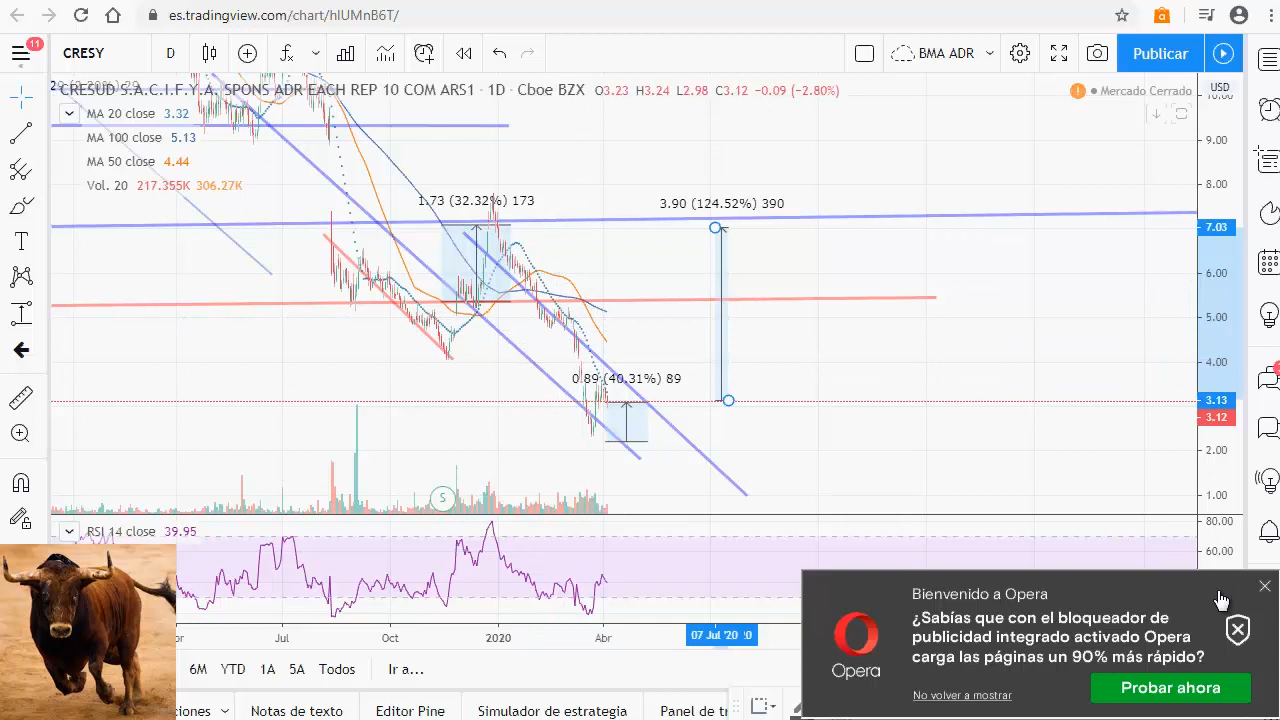 es.tradingview.com/chart/hlUMnB6T/
11
CRESY
D
BMA ADR
Publicar
CRESUD S.A.C.I.F.Y.A. SPONS ADR EACH REP 10 COM ARS1 · 1D · Cboe BZX O3.23 H3.24 L2.98 C3.12 −0.09 (−2.80%)
Mercado Cerrado
USD
MA 20 close 3.32
MA 100 close 5.13
MA 50 close 4.44
Vol. 20 217.355K 306.27K
1.73 (32.32%) 173
3.90 (124.52%) 390
0.89 (40.31%) 89
10.00
9.00
8.00
7.03
6.00
5.00
4.00
3.13
3.12
2.00
1.00
S
RSI 14 close 39.95
80.00
60.00
Jul
Oct
2020
Abr
07 Jul '20
6M YTD 1A 5A Todos Ir a...
Notas de texto
Editor Pine
Simulador de estrategia
Panel de tr
Bienvenido a Opera
¿Sabías que con el bloqueador de
publicidad integrado activado Opera
carga las páginas un 90% más rápido?
Opera
No volver a mostrar
Probar ahora